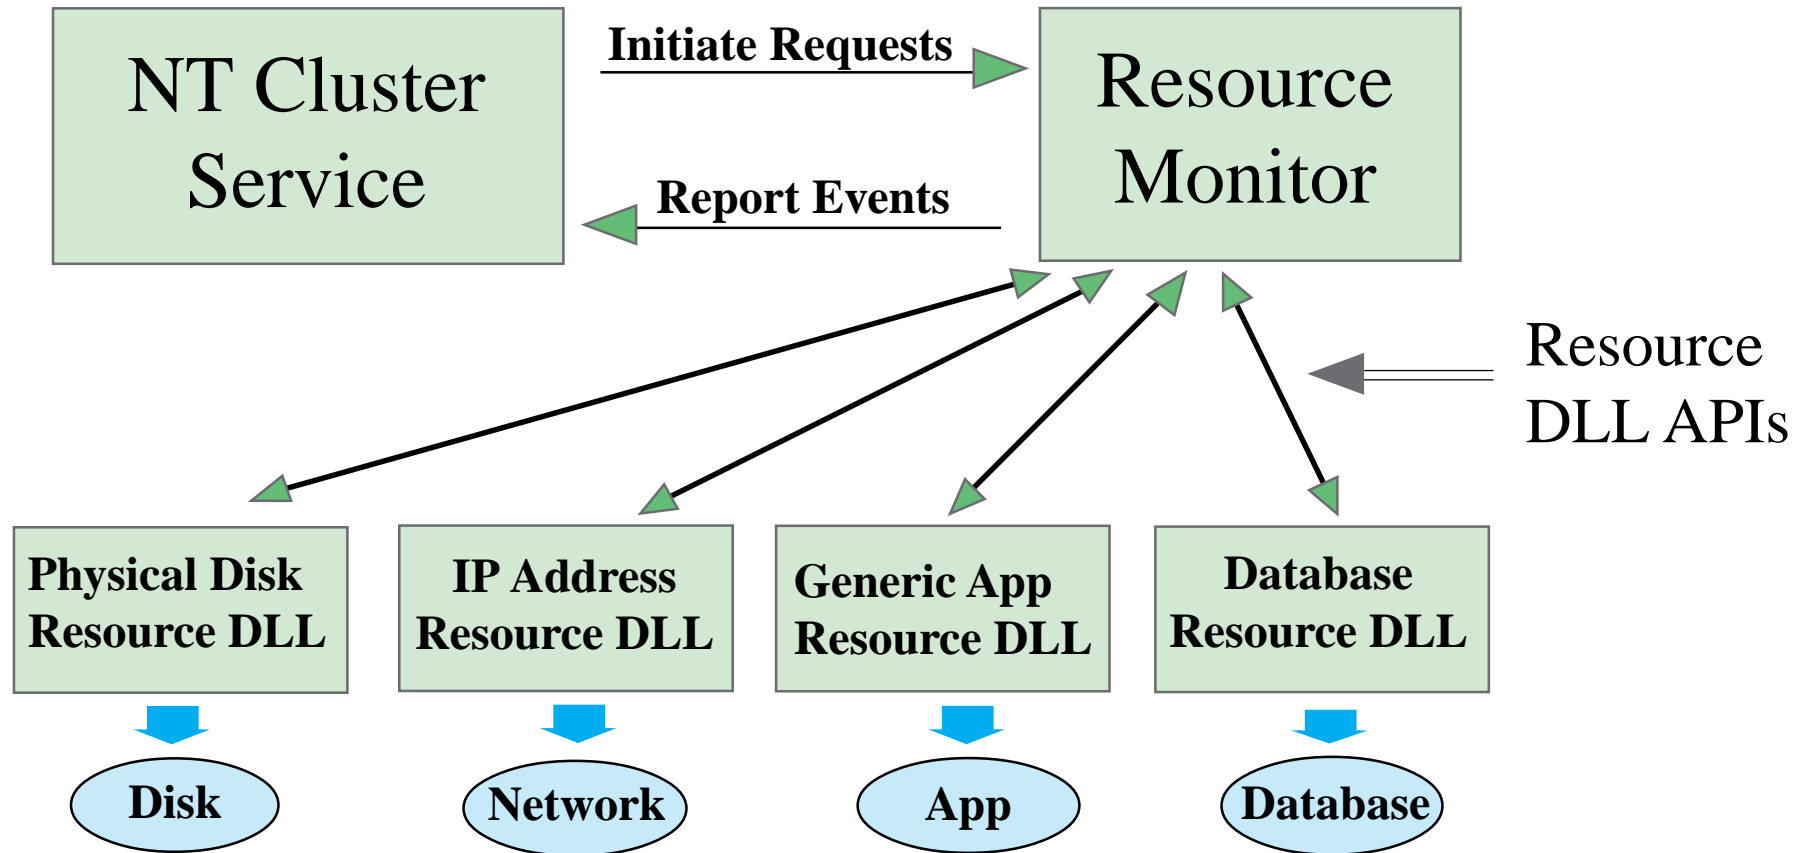 NT Cluster
Service
Initiate Requests
Report Events
Resource
Monitor
Resource
DLL APIs
Physical Disk
Resource DLL
IP Address
Resource DLL
Generic App
Resource DLL
Database
Resource DLL
Disk
Network
App
Database